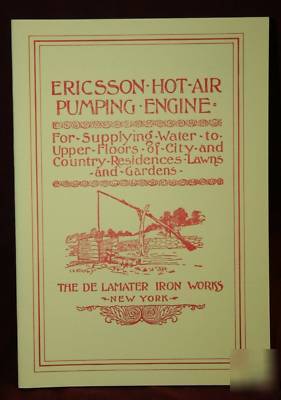 ERICSSON·HOT-AIR
PUMPING·ENGINE
For·Supplying·Water·to
Upper·Floors·of·City·and
Country·Residences·Lawns
and·Gardens
THE DE LAMATER IRON WORKS
NEW YORK